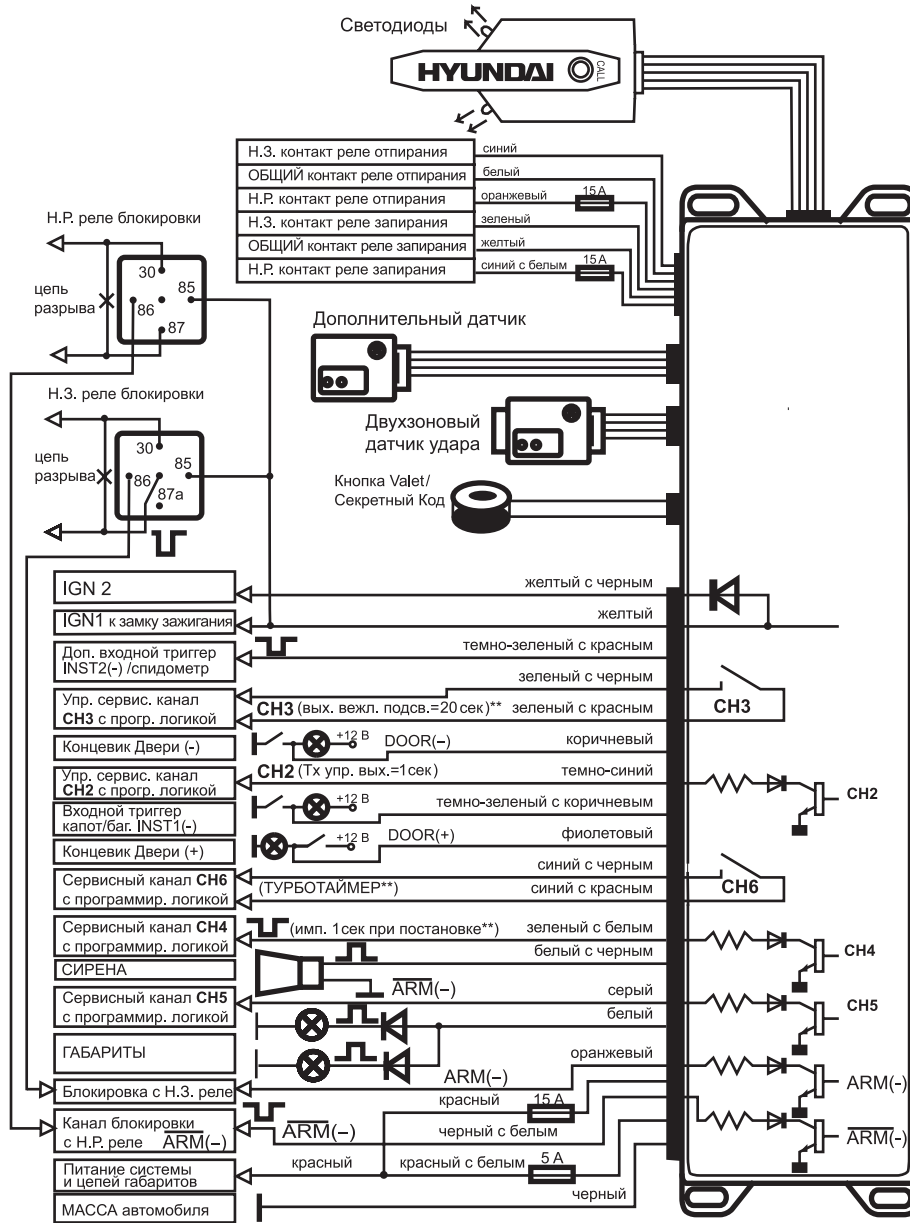 Светодиоды
HYUNDAI
CALL
Н.З. контакт реле отпирания
синий
ОБЩИЙ контакт реле отпирания
белый
Н.Р. контакт реле отпирания
оранжевый
15 А
Н.З. контакт реле запирания
зеленый
ОБЩИЙ контакт реле запирания
желтый
Н.Р. контакт реле запирания
синий с белым
15 А
Н.Р. реле блокировки
30
85
86
87
цепь
разрыва
Дополнительный датчик
Н.З. реле блокировки
30
85
86
87a
цепь
разрыва
Двухзоновый
датчик удара
Кнопка Valet/
Секретный Код
IGN 2
желтый с черным
IGN1 к замку зажигания
желтый
Доп. входной триггер
INST2(-) /спидометр
темно-зеленый с красным
Упр. сервис. канал
CH3 с прогр. логикой
зеленый с черным
CH3 (вых. вежл. подсв.=20сек)**
зеленый с красным
CH3
Концевик Двери (-)
+12 В
DOOR(–)
коричневый
Упр. сервис. канал
CH2 с прогр. логикой
CH2 (Тх упр. вых.=1сек)
темно-синий
CH2
Входной триггер
капот/баг. INST1(-)
+12 В
темно-зеленый с коричневым
Концевик Двери (+)
+12 В
DOOR(+)
фиолетовый
Сервисный канал CH6
с программир. логикой
синий с черным
(ТУРБОТАЙМЕР**)
синий с красным
CH6
Сервисный канал CH4
с программир. логикой
(имп. 1сек при постановке**)
зеленый с белым
CH4
СИРЕНА
белый с черным
ARM(–)
Сервисный канал CH5
с программир. логикой
серый
CH5
белый
ГАБАРИТЫ
оранжевый
Блокировка с Н.З. реле
ARM(–)
ARM(–)
красный
15 А
Канал блокировки
с Н.Р. реле ARM(–)
ARM(–)
черный с белым
ARM(–)
Питание системы
и цепей габаритов
красный
красный с белым
5 А
МАССА автомобиля
черный